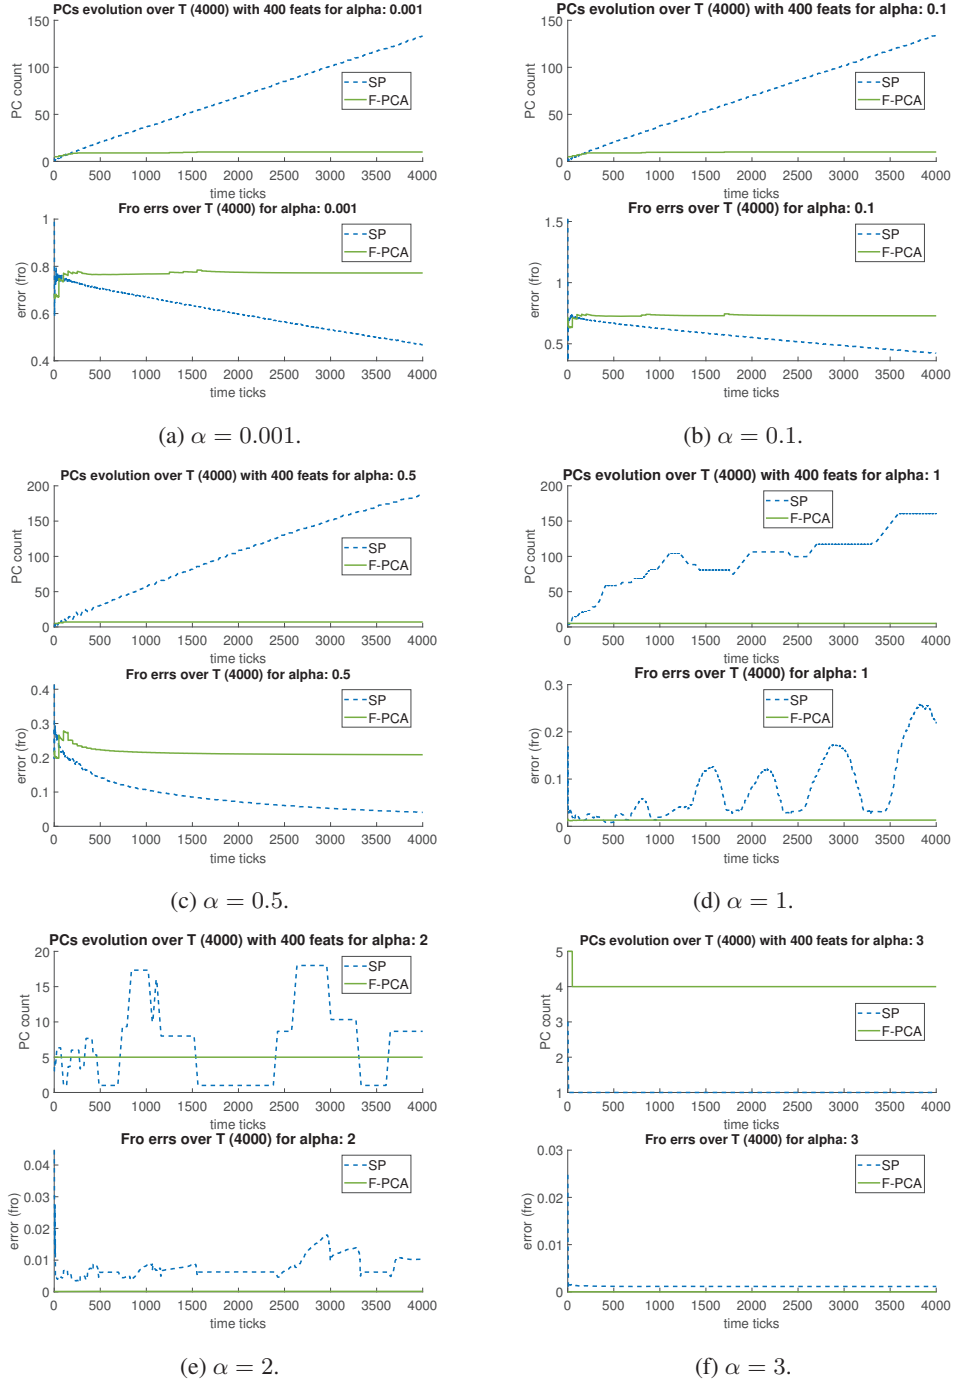 PCs evolution over T (4000) with 400 feats for alpha: 0.001
PC count
150
100
50
0
SP
F-PCA
0 500 1000 1500 2000 2500 3000 3500 4000
time ticks
Fro errs over T (4000) for alpha: 0.001
error (fro)
1
0.8
0.6
0.4
SP
F-PCA
0 500 1000 1500 2000 2500 3000 3500 4000
time ticks
(a) α = 0.001.
PCs evolution over T (4000) with 400 feats for alpha: 0.1
PC count
150
100
50
0
SP
F-PCA
0 500 1000 1500 2000 2500 3000 3500 4000
time ticks
Fro errs over T (4000) for alpha: 0.1
error (fro)
1.5
1
0.5
SP
F-PCA
0 500 1000 1500 2000 2500 3000 3500 4000
time ticks
(b) α = 0.1.
PCs evolution over T (4000) with 400 feats for alpha: 0.5
PC count
200
150
100
50
0
SP
F-PCA
0 500 1000 1500 2000 2500 3000 3500 4000
time ticks
Fro errs over T (4000) for alpha: 0.5
error (fro)
0.4
0.3
0.2
0.1
0
SP
F-PCA
0 500 1000 1500 2000 2500 3000 3500 4000
time ticks
(c) α = 0.5.
PCs evolution over T (4000) with 400 feats for alpha: 1
PC count
200
150
100
50
0
SP
F-PCA
0 500 1000 1500 2000 2500 3000 3500 4000
time ticks
Fro errs over T (4000) for alpha: 1
error (fro)
0.3
0.2
0.1
0
SP
F-PCA
0 500 1000 1500 2000 2500 3000 3500 4000
time ticks
(d) α = 1.
PCs evolution over T (4000) with 400 feats for alpha: 2
PC count
20
15
10
5
0
SP
F-PCA
0 500 1000 1500 2000 2500 3000 3500 4000
time ticks
Fro errs over T (4000) for alpha: 2
error (fro)
0.04
0.03
0.02
0.01
0
SP
F-PCA
0 500 1000 1500 2000 2500 3000 3500 4000
time ticks
(e) α = 2.
PCs evolution over T (4000) with 400 feats for alpha: 3
PC count
5
4
3
2
1
SP
F-PCA
0 500 1000 1500 2000 2500 3000 3500 4000
time ticks
Fro errs over T (4000) for alpha: 3
error (fro)
0.03
0.02
0.01
0
SP
F-PCA
0 500 1000 1500 2000 2500 3000 3500 4000
time ticks
(f) α = 3.